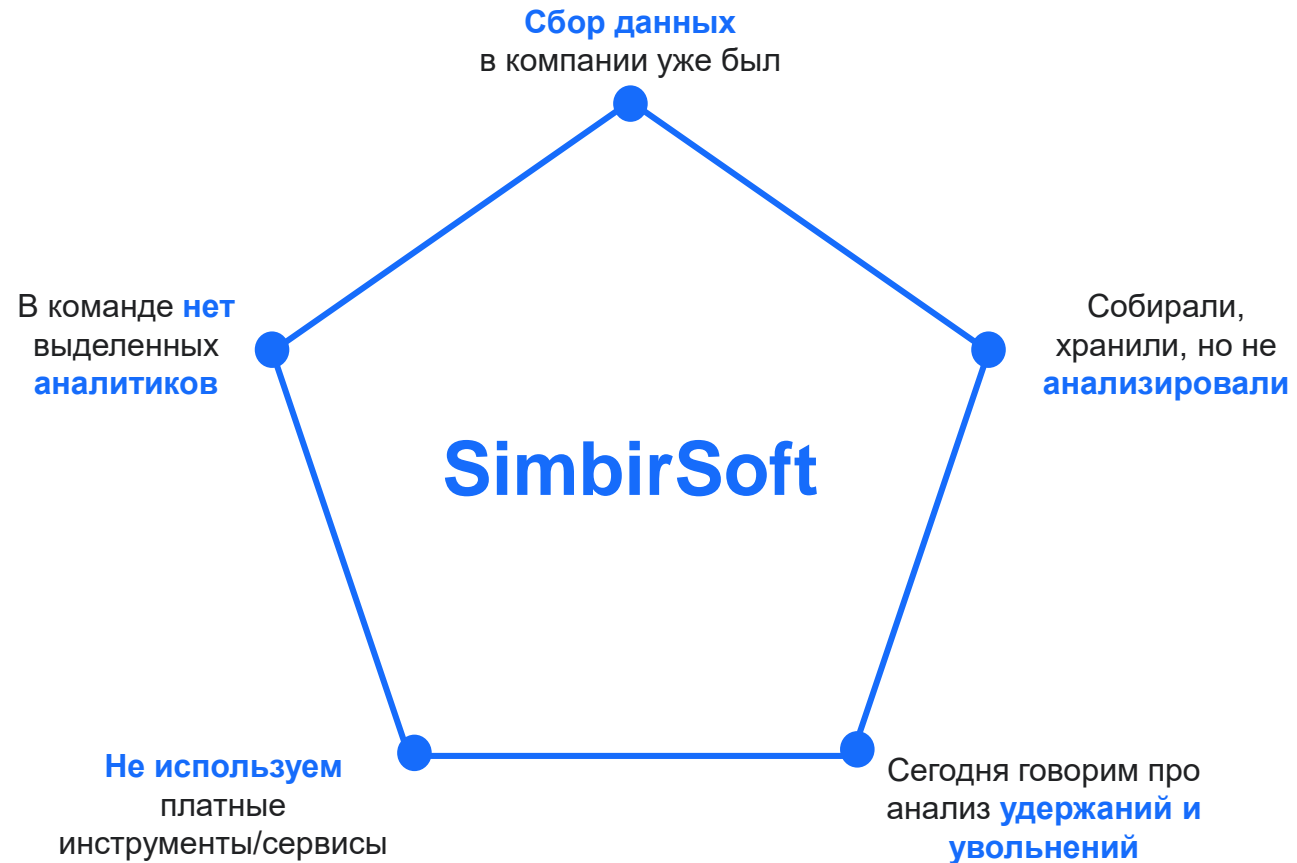 Сбор данных
в компании уже был
В команде нет
выделенных
аналитиков
Собирали,
хранили, но не
анализировали
SimbirSoft
Не используем
платные
инструменты/сервисы
Сегодня говорим про
анализ удержаний и
увольнений